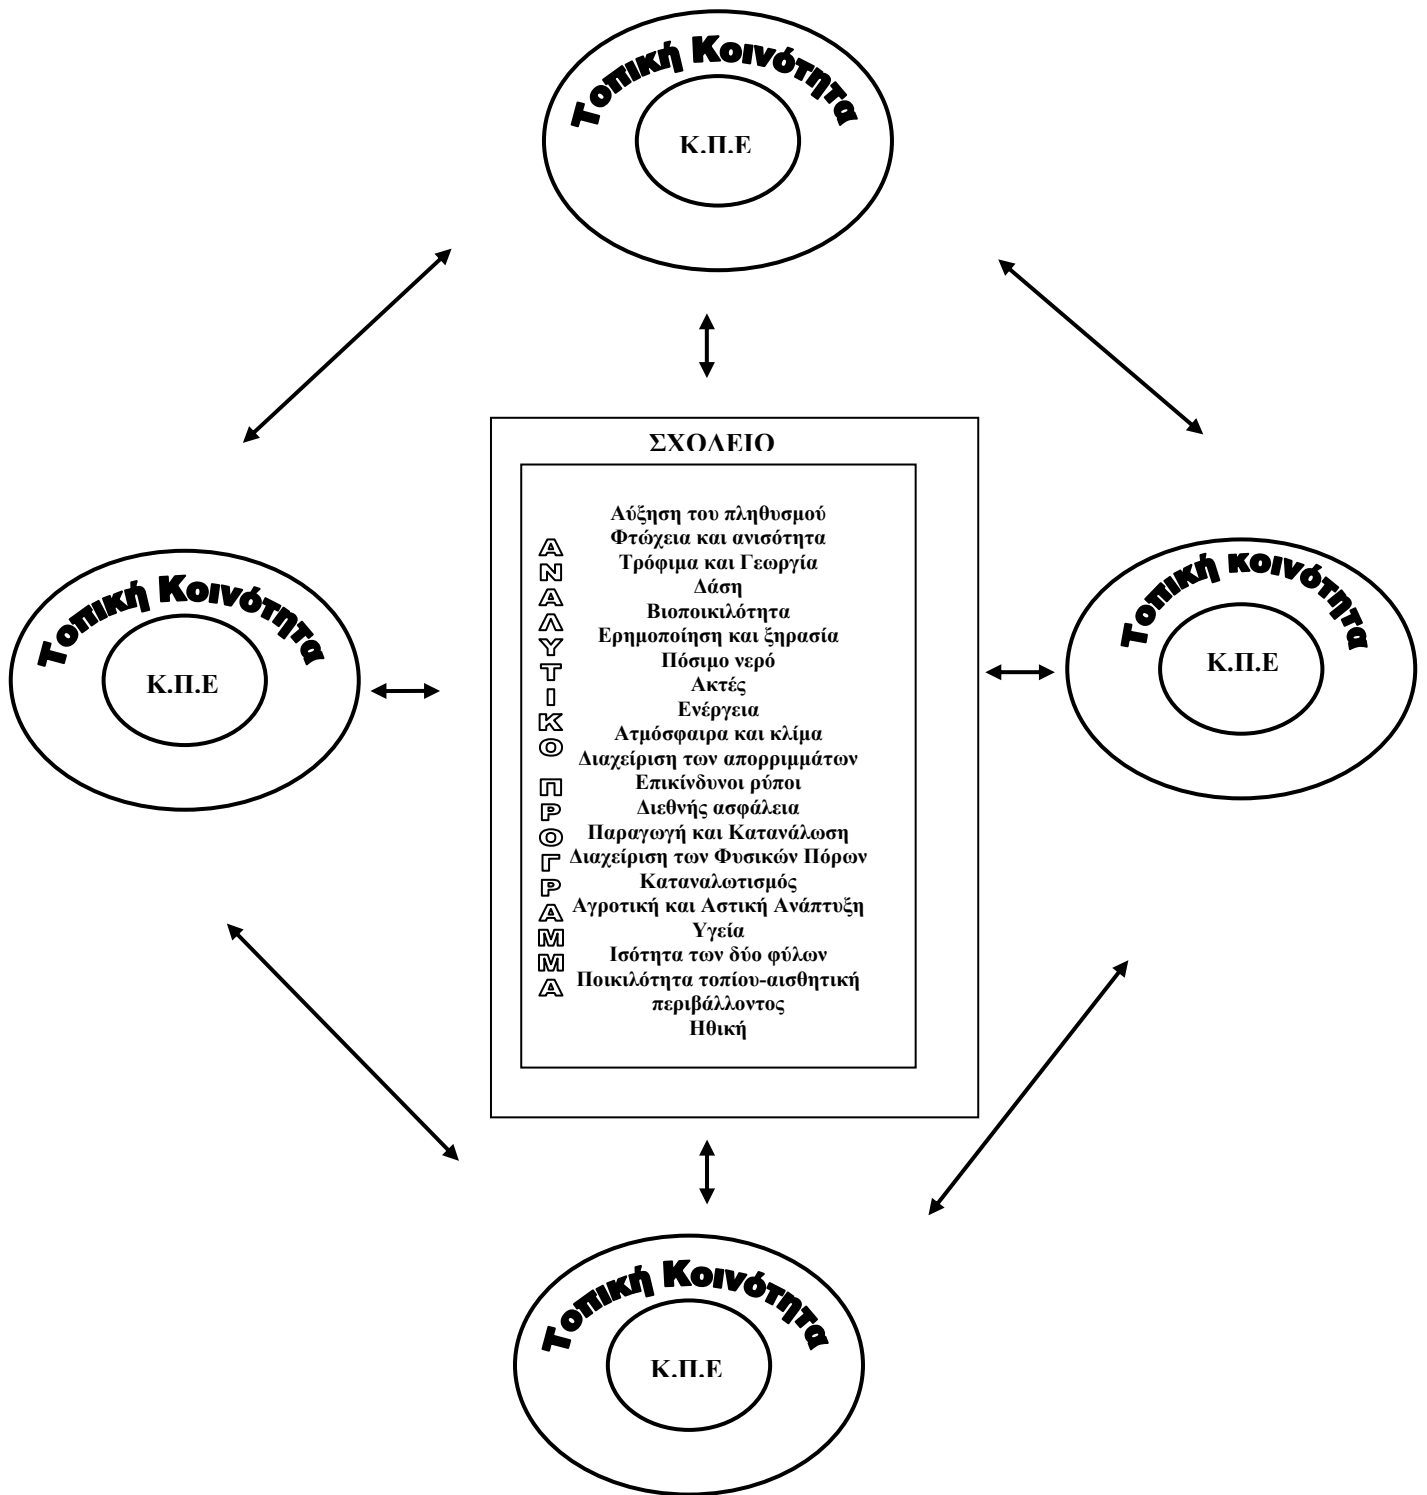 Τοπική Κοινότητα
Κ.Π.Ε
ΣΧΟΛΕΙΟ
ΑΝΑΛΥΤΙΚΟ ΠΡΟΓΡΑΜΜΑ
Αύξηση του πληθυσμού
Φτώχεια και ανισότητα
Τρόφιμα και Γεωργία
Δάση
Βιοποικιλότητα
Ερημοποίηση και ξηρασία
Πόσιμο νερό
Ακτές
Ενέργεια
Ατμόσφαιρα και κλίμα
Διαχείριση των απορριμμάτων
Επικίνδυνοι ρύποι
Διεθνής ασφάλεια
Παραγωγή και Κατανάλωση
Διαχείριση των Φυσικών Πόρων
Καταναλωτισμός
Αγροτική και Αστική Ανάπτυξη
Υγεία
Ισότητα των δύο φύλων
Ποικιλότητα τοπίου-αισθητική
περιβάλλοντος
Ηθική
Τοπική Κοινότητα
Κ.Π.Ε
Τοπική κοινότητα
Κ.Π.Ε
Τοπική Κοινότητα
Κ.Π.Ε